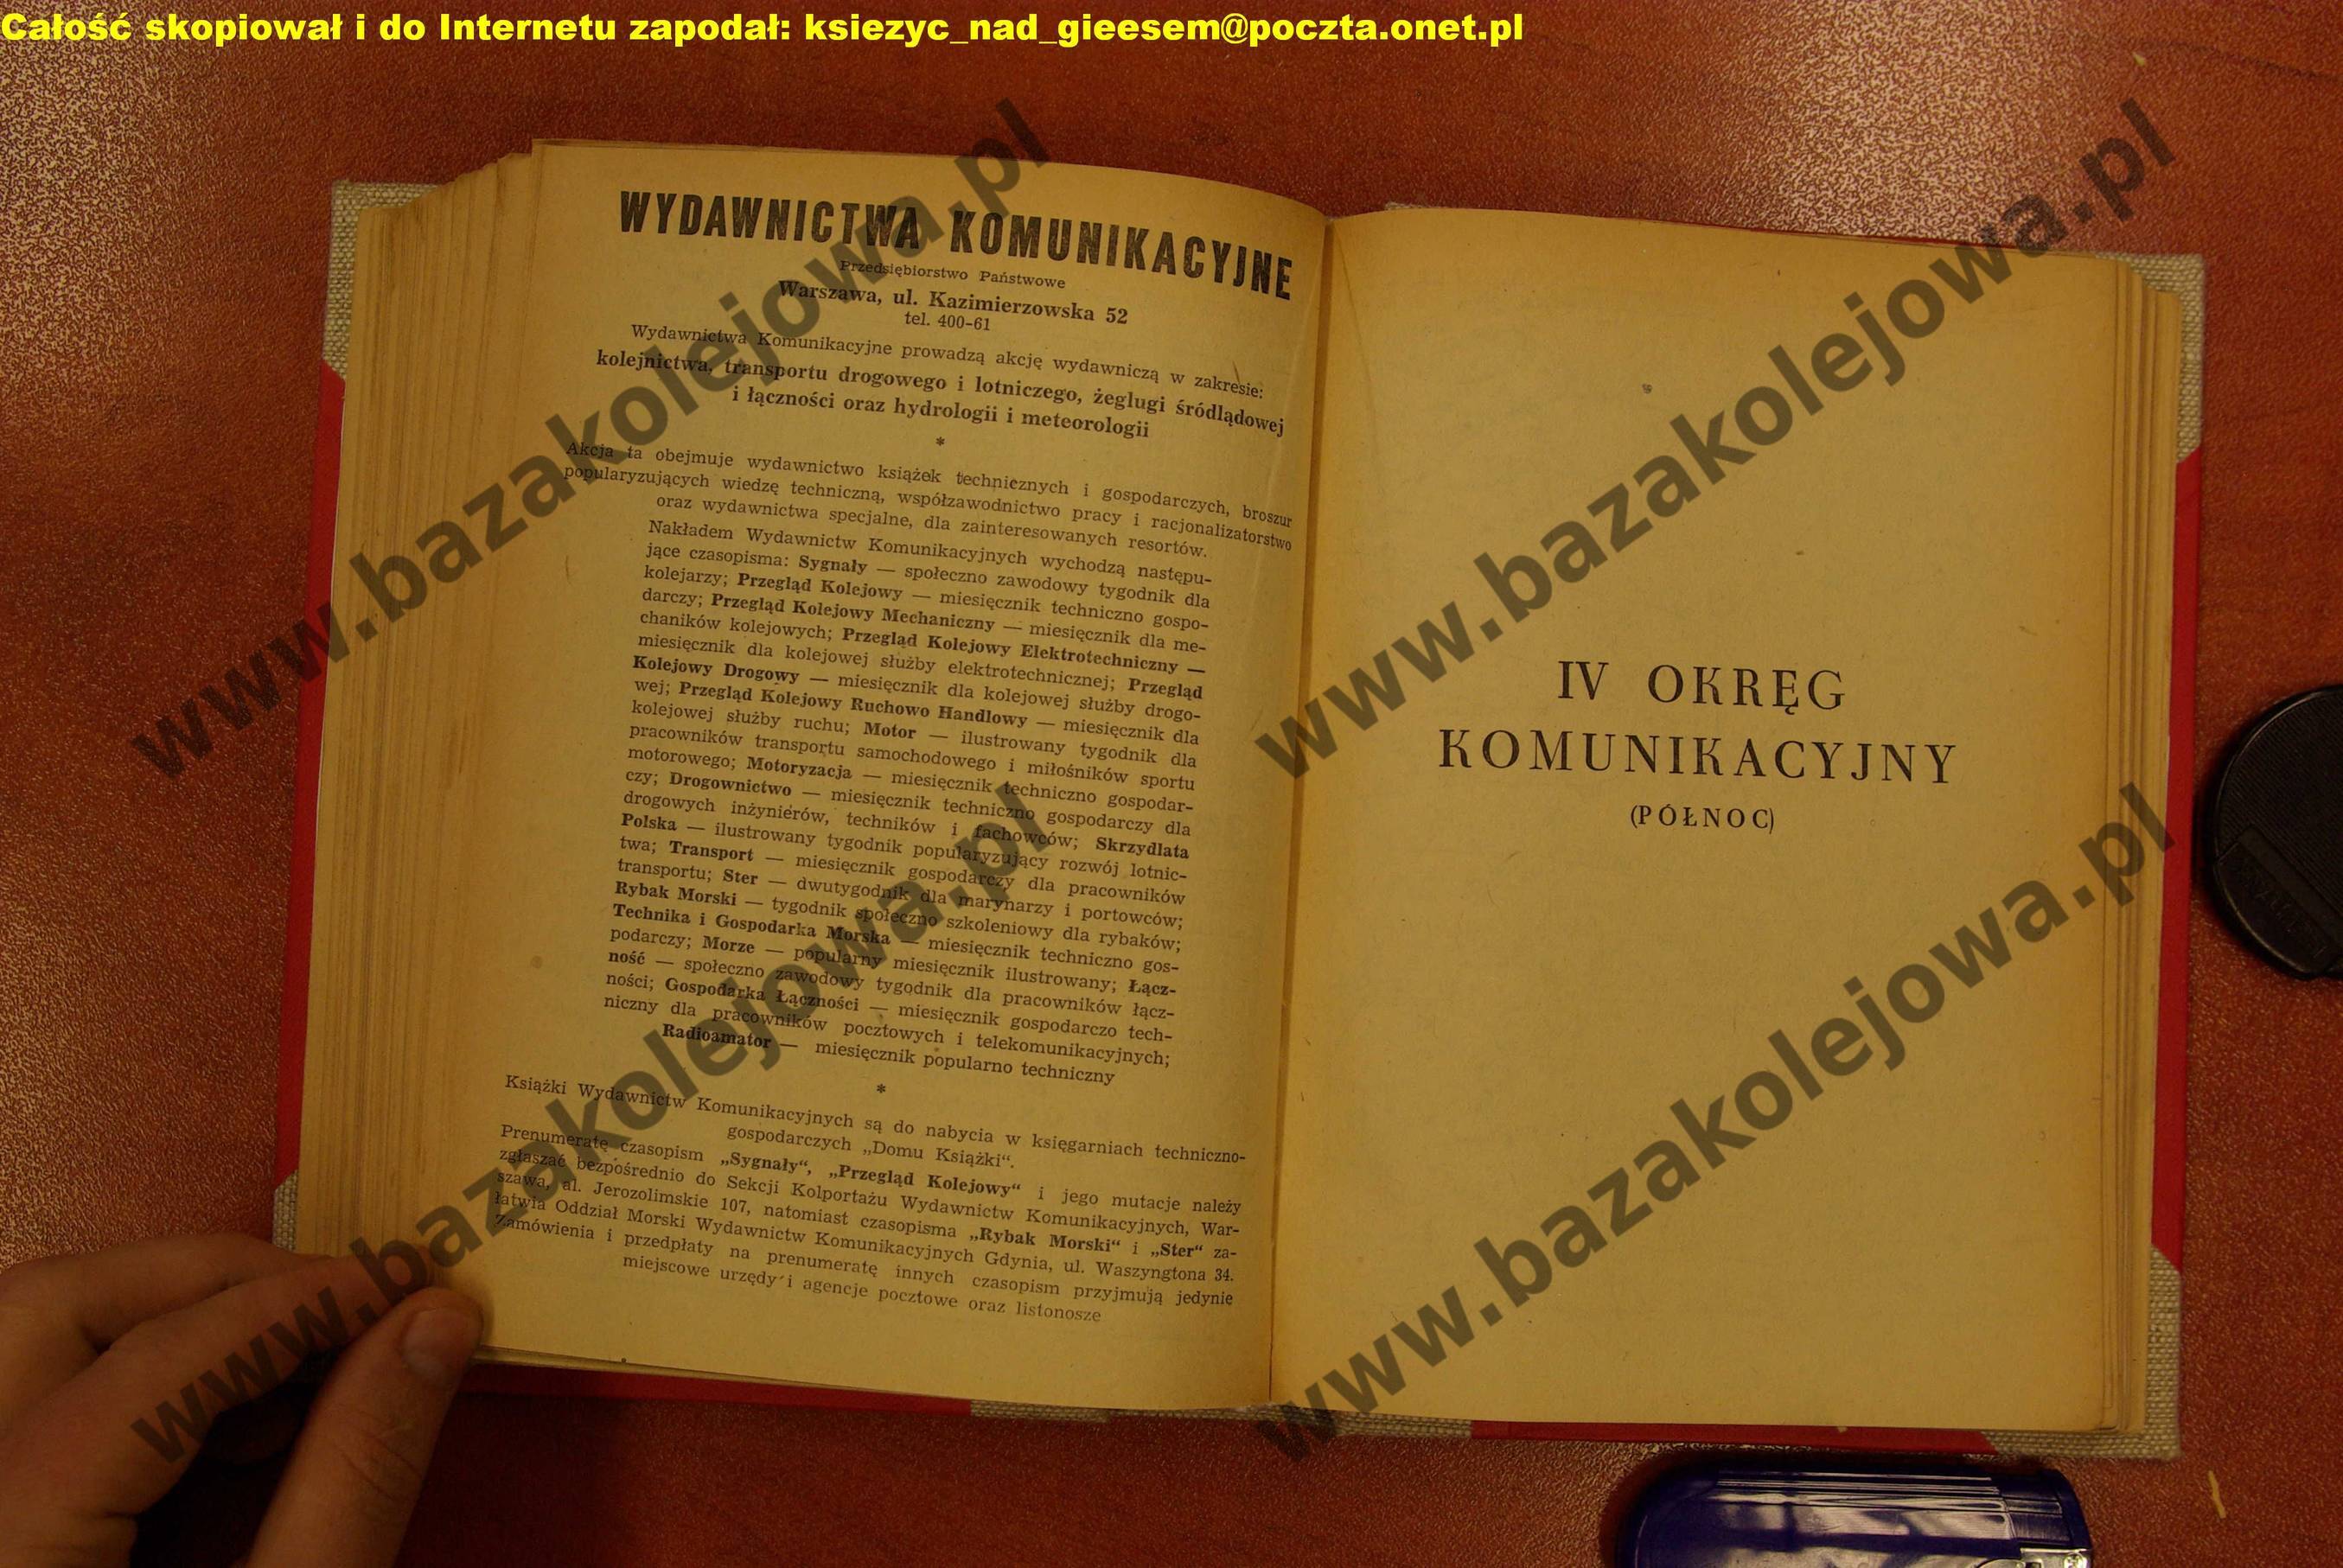 Całość skopiował i do Internetu zapodał: ksiezyc_nad_gieesem@poczta.onet.pl
WYDAWNICTWA KOMUNIKACYJNE
Przedsiębiorstwo Państwowe
Warszawa, ul. Kazimierzowska 52
tel. 400-61
Wydawnictwa Komunikacyjne prowadzą akcję wydawniczą w zakresie:
kolejnictwa, transportu drogowego i lotniczego, żeglugi śródlądowej
i łączności oraz hydrologii i meteorologii
*
Akcja ta obejmuje wydawnictwo książek technicznych i gospodarczych, broszur
popularyzujących wiedzę techniczną, współzawodnictwo pracy i racjonalizatorstwo
oraz wydawnictwa specjalne, dla zainteresowanych resortów.
Nakładem Wydawnictw Komunikacyjnych wychodzą następu-
jące czasopisma: Sygnały — społeczno zawodowy tygodnik dla
kolejarzy; Przegląd Kolejowy — miesięcznik techniczno gospo-
darczy; Przegląd Kolejowy Mechaniczny — miesięcznik dla me-
chaników kolejowych; Przegląd Kolejowy Elektrotechniczny —
miesięcznik dla kolejowej służby elektrotechnicznej; Przegląd
Kolejowy Drogowy — miesięcznik dla kolejowej służby drogo-
wej; Przegląd Kolejowy Ruchowo Handlowy — miesięcznik dla
kolejowej służby ruchu; Motor — ilustrowany tygodnik dla
pracowników transportu samochodowego i miłośników sportu
motorowego; Motoryzacja — miesięcznik techniczno gospodar-
czy; Drogownictwo — miesięcznik techniczno gospodarczy dla
drogowych inżynierów, techników i fachowców; Skrzydlata
Polska — ilustrowany tygodnik popularyzujący rozwój lotnic-
twa; Transport — miesięcznik gospodarczy dla pracowników
transportu; Ster — dwutygodnik dla marynarzy i portowców;
Rybak Morski — tygodnik społeczno szkoleniowy dla rybaków;
Technika i Gospodarka Morska — miesięcznik techniczno gos-
podarczy; Morze — popularny miesięcznik ilustrowany; Łącz-
ność — społeczno zawodowy tygodnik dla pracowników łącz-
ności; Gospodarka Łączności — miesięcznik gospodarczo tech-
niczny dla pracowników pocztowych i telekomunikacyjnych;
Radioamator — miesięcznik popularno techniczny
*
Książki Wydawnictw Komunikacyjnych są do nabycia w księgarniach techniczno-
gospodarczych „Domu Książki“.
Prenumeratę czasopism „Sygnały“, „Przegląd Kolejowy“ i jego mutacje należy
zgłaszać bezpośrednio do Sekcji Kolportażu Wydawnictw Komunikacyjnych, War-
szawa, al. Jerozolimskie 107, natomiast czasopisma „Rybak Morski“ i „Ster“ za-
łatwia Oddział Morski Wydawnictw Komunikacyjnych Gdynia, ul. Waszyngtona 34.
Zamówienia i przedpłaty na prenumeratę innych czasopism przyjmują jedynie
miejscowe urzędy i agencje pocztowe oraz listonosze
IV OKRĘG
KOMUNIKACYJNY
(PÓŁNOC)
www.bazakolejowa.pl
www.bazakolejowa.pl
www.bazakolejowa.pl
www.bazakolejowa.pl